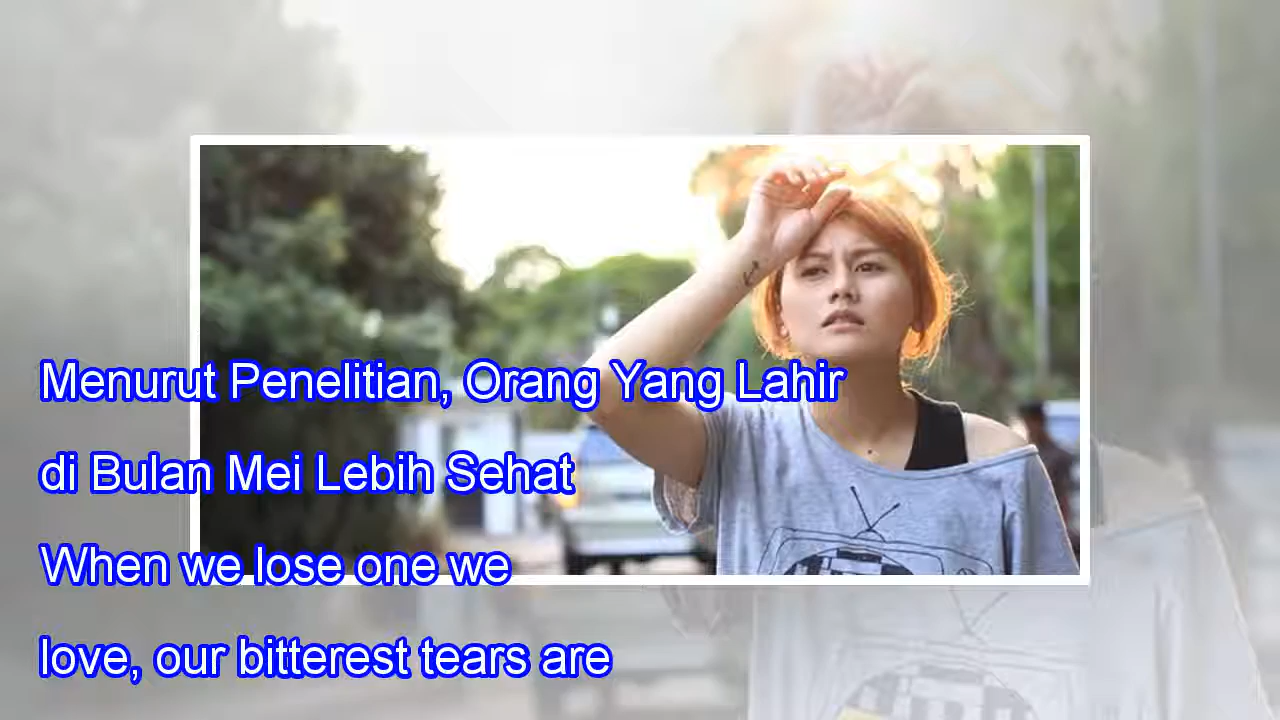 Menurut Penelitian, Orang Yang Lahir
di Bulan Mei Lebih Sehat
When we lose one we
love, our bitterest tears are